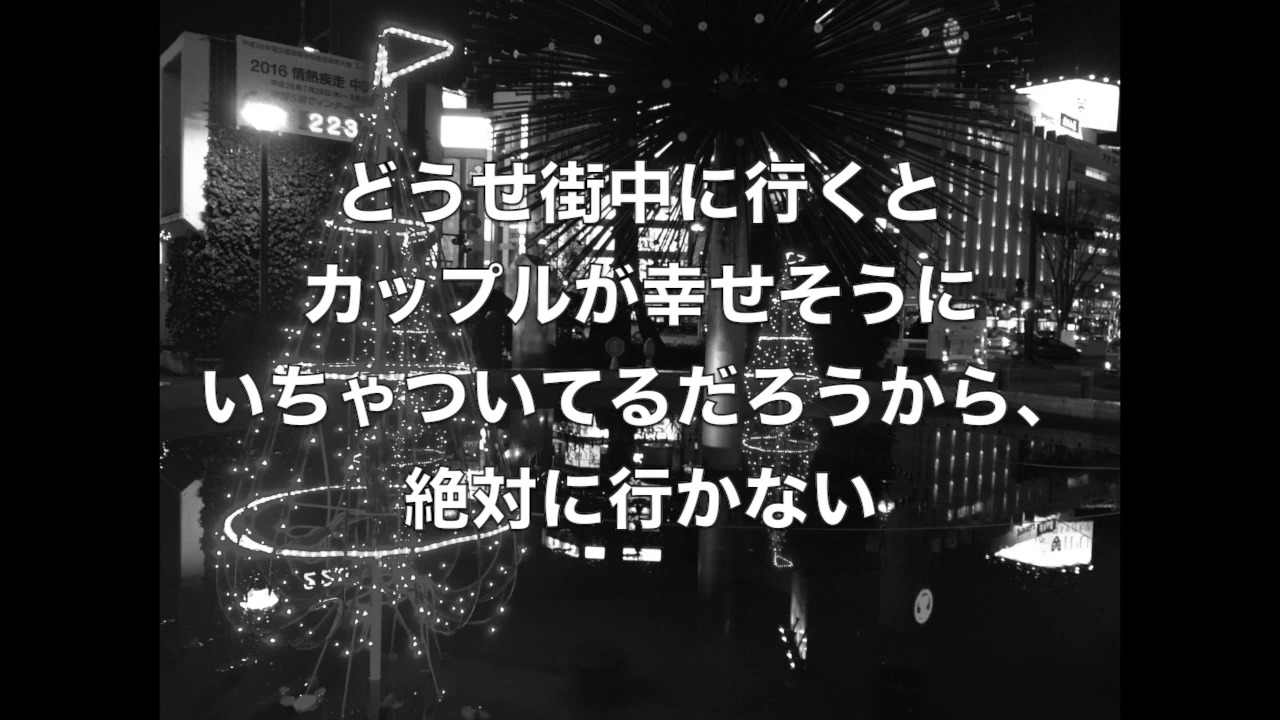 2016 情熱疾走 中
223
どうせ街中に行くと
カップルが幸せそうに
いちゃついてるだろうから、
絶対に行かない